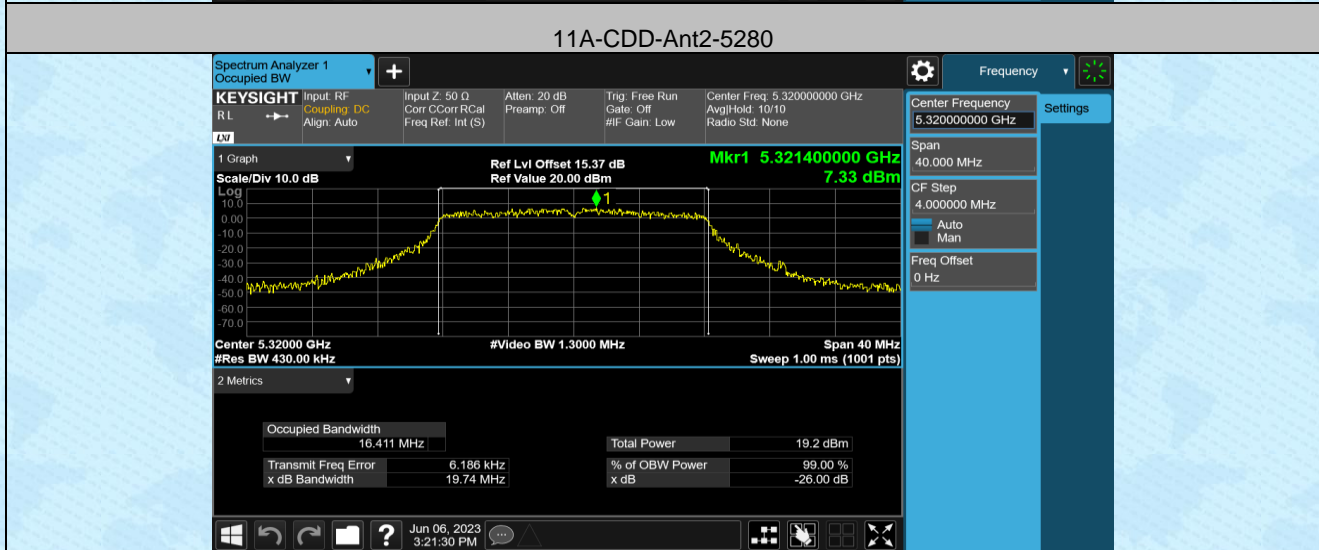 11A-CDD-Ant2-5280
Spectrum Analyzer 1
Occupied BW
Frequency
KEYSIGHT
R L
LXI
Input: RF
Coupling: DC
Align: Auto
Input Z: 50 Ω
Corr CCorr RCal
Freq Ref: Int (S)
Atten: 20 dB
Preamp: Off
Trig: Free Run
Gate: Off
#IF Gain: Low
Center Freq: 5.320000000 GHz
Avg|Hold: 10/10
Radio Std: None
Center Frequency
5.320000000 GHz
Settings
Span
40.000 MHz
CF Step
4.000000 MHz
Auto
Man
Freq Offset
0 Hz
1 Graph
Scale/Div 10.0 dB
Ref Lvl Offset 15.37 dB
Ref Value 20.00 dBm
Mkr1 5.321400000 GHz
7.33 dBm
Log
10.0
0.00
-10.0
-20.0
-30.0
-40.0
-50.0
-60.0
-70.0
1
Center 5.32000 GHz
#Res BW 430.00 kHz
#Video BW 1.3000 MHz
Span 40 MHz
Sweep 1.00 ms (1001 pts)
2 Metrics
Occupied Bandwidth
16.411 MHz
Total Power 19.2 dBm
Transmit Freq Error 6.186 kHz
% of OBW Power 99.00 %
x dB Bandwidth 19.74 MHz
x dB -26.00 dB
?
Jun 06, 2023
3:21:30 PM